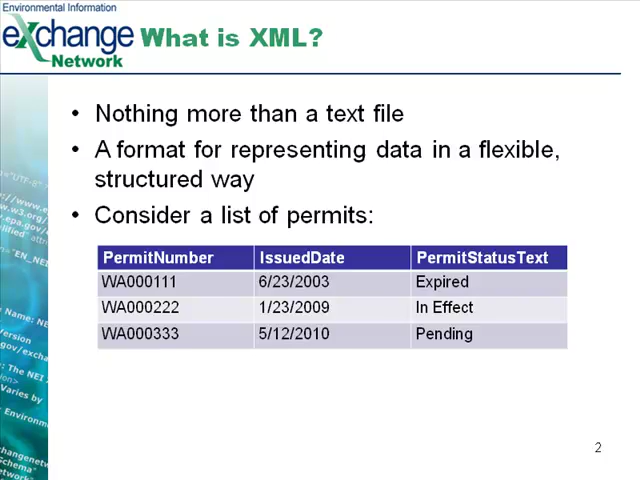 Environmental Information
eXchange
Network
What is XML?
• Nothing more than a text file
• A format for representing data in a flexible,
structured way
• Consider a list of permits:
PermitNumber IssuedDate PermitStatusText
WA000111 6/23/2003 Expired
WA000222 1/23/2009 In Effect
WA000333 5/12/2010 Pending
2